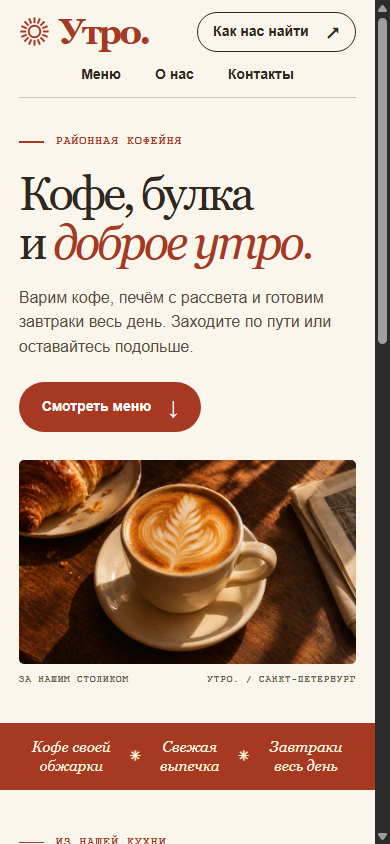 Утро.
Как нас найти ↗
Меню О нас Контакты
РАЙОННАЯ КОФЕЙНЯ
Кофе, булка
и доброе утро.
Варим кофе, печём с рассвета и готовим
завтраки весь день. Заходите по пути или
оставайтесь подольше.
Смотреть меню ↓
ЗА НАШИМ СТОЛИКОМ
УТРО. / САНКТ-ПЕТЕРБУРГ
Кофе своей
обжарки
Свежая
выпечка
Завтраки
весь день
ИЗ НАШЕЙ КУХНИ